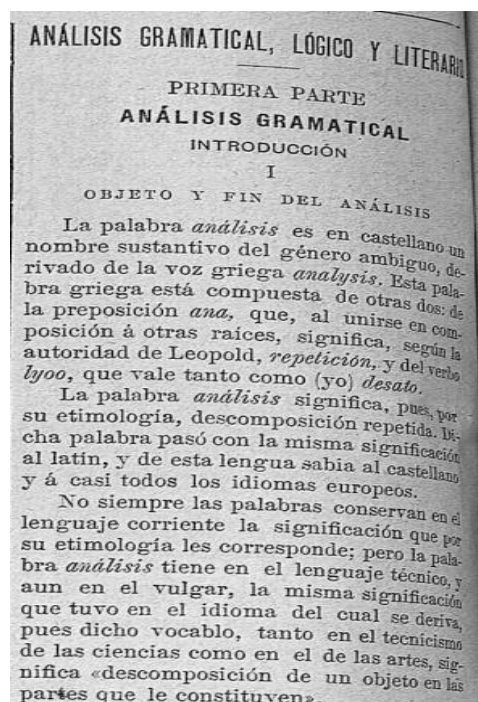 ANÁLISIS GRAMATICAL, LÓGICO Y LITERARIO
PRIMERA PARTE
ANÁLISIS GRAMATICAL
INTRODUCCIÓN
I
OBJETO Y FIN DEL ANÁLISIS
La palabra análisis es en castellano un
nombre sustantivo del género ambiguo, de-
rivado de la voz griega analysis. Esta pala-
bra griega está compuesta de otras dos: de
la preposición ana, que, al unirse en com-
posición á otras raíces, significa, según la
autoridad de Leopold, repetición, y del verbo
lyoo, que vale tanto como (yo) desato.
La palabra análisis significa, pues, por
su etimología, descomposición repetida. Di-
cha palabra pasó con la misma significación
al latín, y de esta lengua sabia al castellano
y á casi todos los idiomas europeos.
No siempre las palabras conservan en el
lenguaje corriente la significación que por
su etimología les corresponde; pero la pala-
bra análisis tiene en el lenguaje técnico, y
aun en el vulgar, la misma significación
que tuvo en el idioma del cual se deriva,
pues dicho vocablo, tanto en el tecnicismo
de las ciencias como en el de las artes, sig-
nifica «descomposición de un objeto en las
partes que le constituyen».